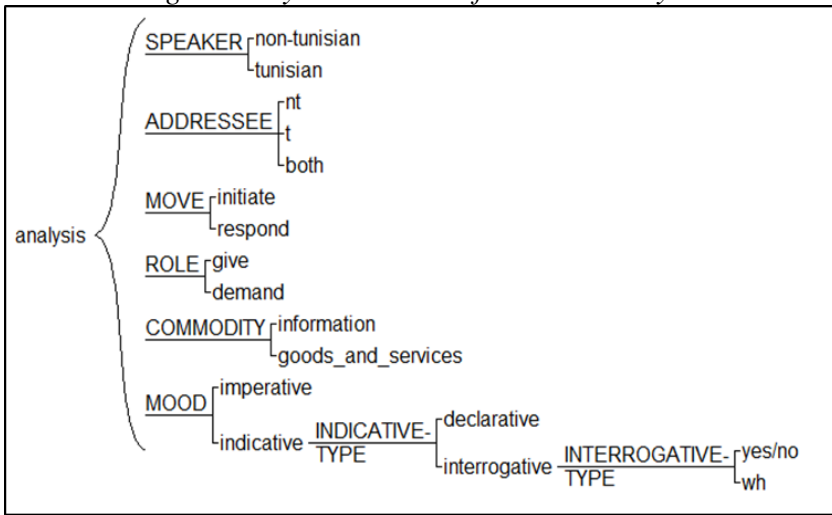 SPEAKER non-tunisian
tunisian
ADDRESSEE nt
t
both
MOVE initiate
respond
analysis
ROLE give
demand
COMMODITY information
goods_and_services
MOOD imperative
indicative INDICATIVE-TYPE declarative
interrogative INTERROGATIVE-TYPE yes/no
wh